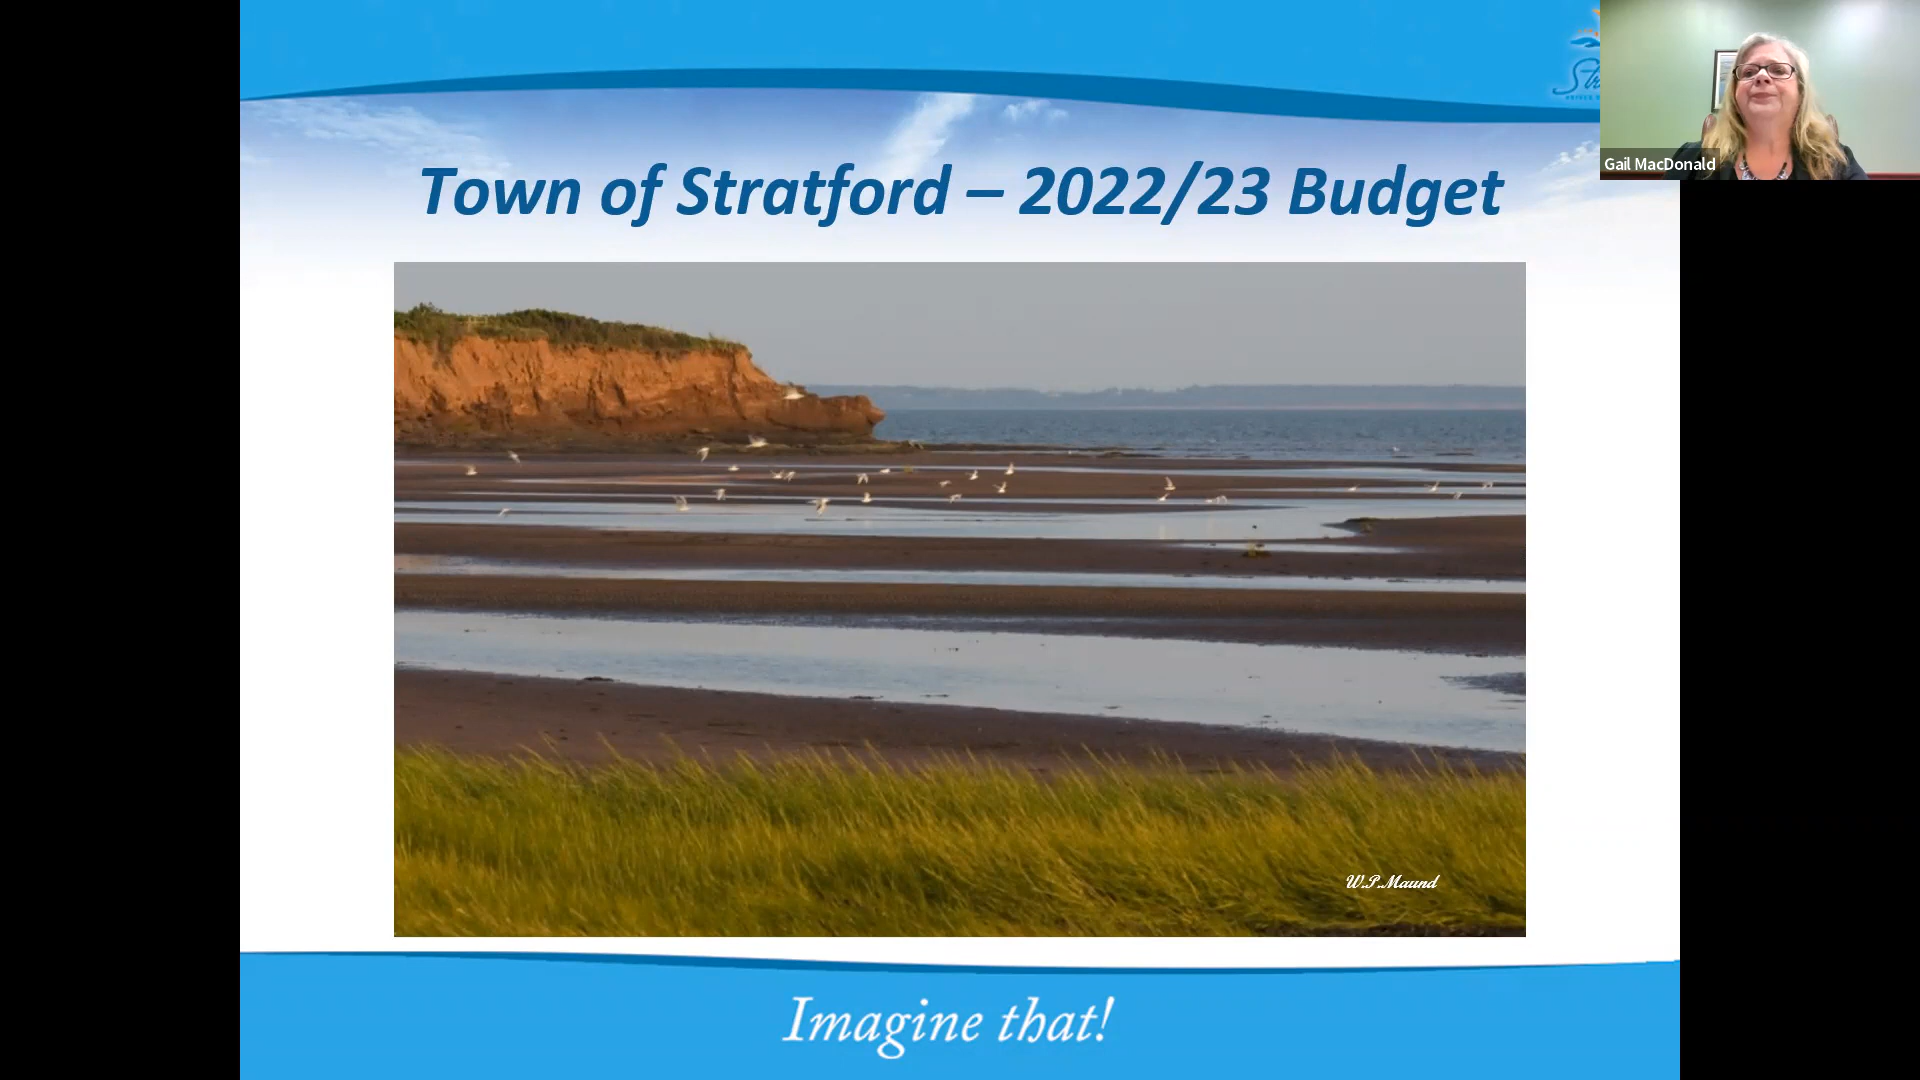 Town of Stratford – 2022/23 Budget
Gail MacDonald
W.P.Maund
Imagine that!